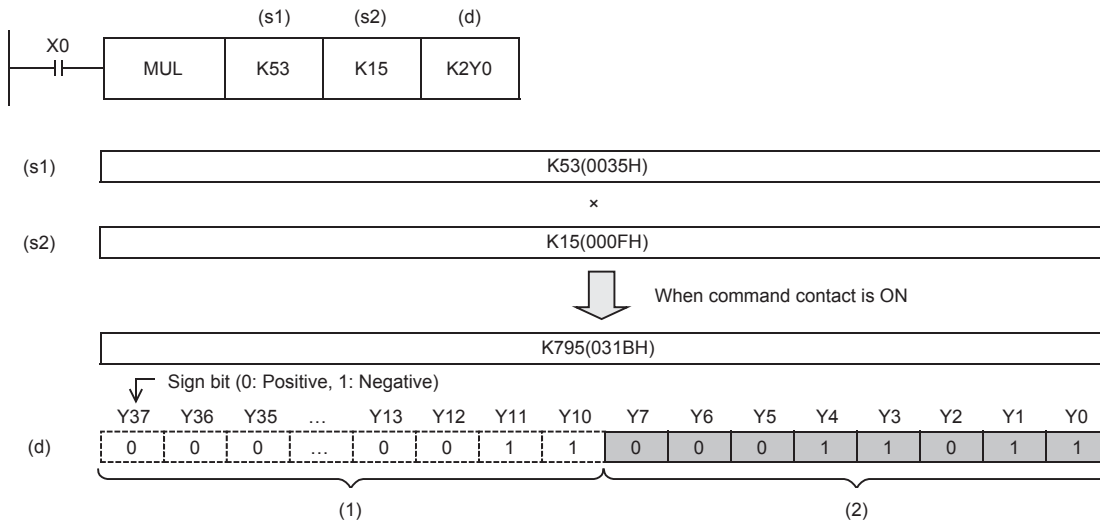 (s1) (s2) (d)
X0
MUL K53 K15 K2Y0
(s1) K53(0035H)
×
(s2) K15(000FH)
When command contact is ON
K795(031BH)
Sign bit (0: Positive, 1: Negative)
Y37 Y36 Y35 … Y13 Y12 Y11 Y10 Y7 Y6 Y5 Y4 Y3 Y2 Y1 Y0
(d) 0 0 0 … 0 0 1 1 0 0 0 1 1 0 1 1
(1) (2)